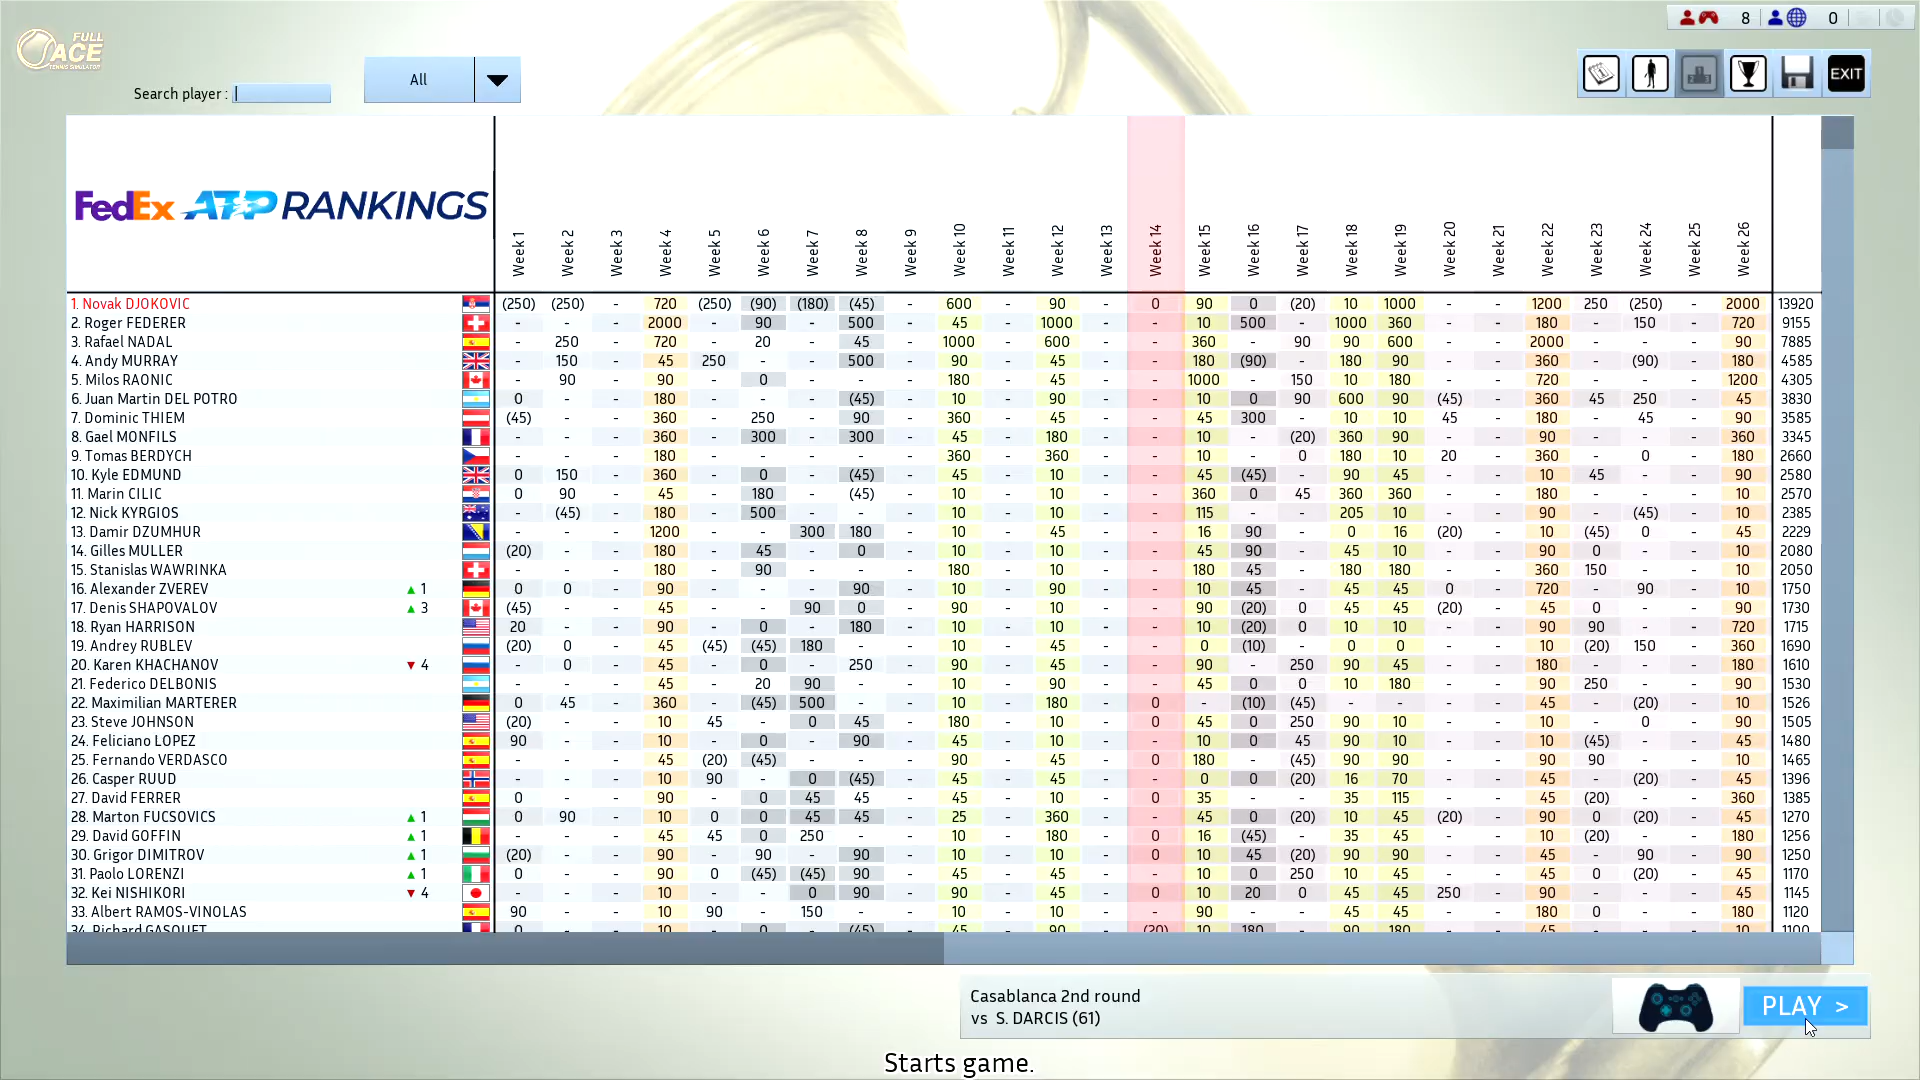 8 0
FULL
ACE
TENNIS SIMULATOR
Search player : All EXIT
FedEx ATP RANKINGS
Week 1 Week 2 Week 3 Week 4 Week 5 Week 6 Week 7 Week 8 Week 9 Week 10 Week 11 Week 12 Week 13 Week 14 Week 15 Week 16 Week 17 Week 18 Week 19 Week 20 Week 21 Week 22 Week 23 Week 24 Week 25 Week 26
1. Novak DJOKOVIC (250) (250) - 720 (250) (90) (180) (45) - 600 - 90 - 0 90 0 (20) 10 1000 - - 1200 250 (250) - 2000 13920
2. Roger FEDERER - - - 2000 - 90 - 500 - 45 - 1000 - - 10 500 - 1000 360 - - 180 - 150 - 720 9155
3. Rafael NADAL - 250 - 720 - 20 - 45 - 1000 - 600 - - 360 - 90 90 600 - - 2000 - - - 90 7885
4. Andy MURRAY - 150 - 45 250 - - 500 - 90 - 45 - - 180 (90) - 180 90 - - 360 - (90) - 180 4585
5. Milos RAONIC - 90 - 90 - 0 - - - 180 - 45 - - 1000 - 150 10 180 - - 720 - - - 1200 4305
6. Juan Martin DEL POTRO 0 - - 180 - - - (45) - 10 - 90 - - 10 0 90 600 90 (45) - 360 45 250 - 45 3830
7. Dominic THIEM (45) - - 360 - 250 - 90 - 360 - 45 - - 45 300 - 10 10 45 - 180 - 45 - 90 3585
8. Gael MONFILS - - - 360 - 300 - 300 - 45 - 180 - - 10 - (20) 360 90 - - 90 - - - 360 3345
9. Tomas BERDYCH - - - 180 - - - - - 360 - 360 - - 10 - 0 180 10 20 - 360 - 0 - 180 2660
10. Kyle EDMUND 0 150 - 360 - 0 - (45) - 45 - 10 - - 45 (45) - 90 45 - - 10 45 - - 90 2580
11. Marin CILIC 0 90 - 45 - 180 - (45) - 10 - 10 - - 360 0 45 360 360 - - 180 - - - 10 2570
12. Nick KYRGIOS - (45) - 180 - 500 - - - 10 - 10 - - 115 - - 205 10 - - 90 - (45) - 10 2385
13. Damir DZUMHUR - - - 1200 - - 300 180 - 10 - 45 - - 16 90 - 0 16 (20) - 10 (45) 0 - 45 2229
14. Gilles MULLER (20) - - 180 - 45 - 0 - 10 - 10 - - 45 90 - 45 10 - - 90 0 - - 10 2080
15. Stanislas WAWRINKA - - - 180 - 90 - - - 180 - 10 - - 180 45 - 180 180 - - 360 150 - - 10 2050
16. Alexander ZVEREV 1 0 0 - 90 - - - 90 - 10 - 90 - - 10 45 - 45 45 0 - 720 - 90 - 10 1750
17. Denis SHAPOVALOV 3 (45) - - 45 - - 90 0 - 90 - 10 - - 90 (20) 0 45 45 (20) - 45 0 - - 90 1730
18. Ryan HARRISON 20 - - 90 - 0 - 180 - 10 - 10 - - 10 (20) 0 10 10 - - 90 90 - - 720 1715
19. Andrey RUBLEV (20) 0 - 45 (45) (45) 180 - - 10 - 45 - - 0 (10) - 0 0 - - 10 (20) 150 - 360 1690
20. Karen KHACHANOV 4 - 0 - 45 - 0 - 250 - 90 - 45 - - 90 - 250 90 45 - - 180 - - - 180 1610
21. Federico DELBONIS - - - 45 - 20 90 - - 10 - 90 - - 45 0 0 10 180 - - 90 250 - - 90 1530
22. Maximilian MARTERER 0 45 - 360 - (45) 500 - - 10 - 180 - 0 - (10) (45) - - - - 45 - (20) - 10 1526
23. Steve JOHNSON (20) - - 10 45 - 0 45 - 180 - 10 - 0 45 0 250 90 10 - - 10 - 0 - 90 1505
24. Feliciano LOPEZ 90 - - 10 - 0 - 90 - 45 - 10 - - 10 0 45 90 10 - - 10 (45) - - 45 1480
25. Fernando VERDASCO - - - 45 (20) (45) - - - 90 - 45 - 0 180 - (45) 90 90 - - 90 90 - - 10 1465
26. Casper RUUD - - - 10 90 - 0 (45) - 45 - 45 - - 0 0 (20) 16 70 - - 45 - (20) - 45 1396
27. David FERRER 0 - - 90 - 0 45 45 - 45 - 10 - 0 35 - - 35 115 - - 45 (20) - - 360 1385
28. Marton FUCSOVICS 1 0 90 - 10 0 0 45 45 - 25 - 360 - - 45 0 (20) 10 45 (20) - 90 0 (20) - 45 1270
29. David GOFFIN 1 - - - 45 45 0 250 - - 10 - 180 - 0 16 (45) - 35 45 - - 10 (20) - - 180 1256
30. Grigor DIMITROV 1 (20) - - 90 - 90 - 90 - 10 - 10 - 0 10 45 (20) 90 90 - - 45 - 90 - 90 1250
31. Paolo LORENZI 1 0 - - 90 0 (45) (45) 90 - 45 - 45 - - 10 0 250 10 45 - - 45 0 (20) - 45 1170
32. Kei NISHIKORI 4 - - - 10 - - 0 90 - 90 - 45 - 0 10 20 0 45 45 250 - 90 - - - 45 1145
33. Albert RAMOS-VINOLAS 90 - - 10 90 - 150 - - 10 - 10 - - 90 - - 45 45 - - 180 0 - - 180 1120
34. Richard GASQUET 0 - - 10 - 0 - (45) - 45 - 90 - (20) 10 180 - 90 180 - - 45 - - - 10 1100
Casablanca 2nd round
vs S. DARCIS (61)
PLAY >
Starts game.